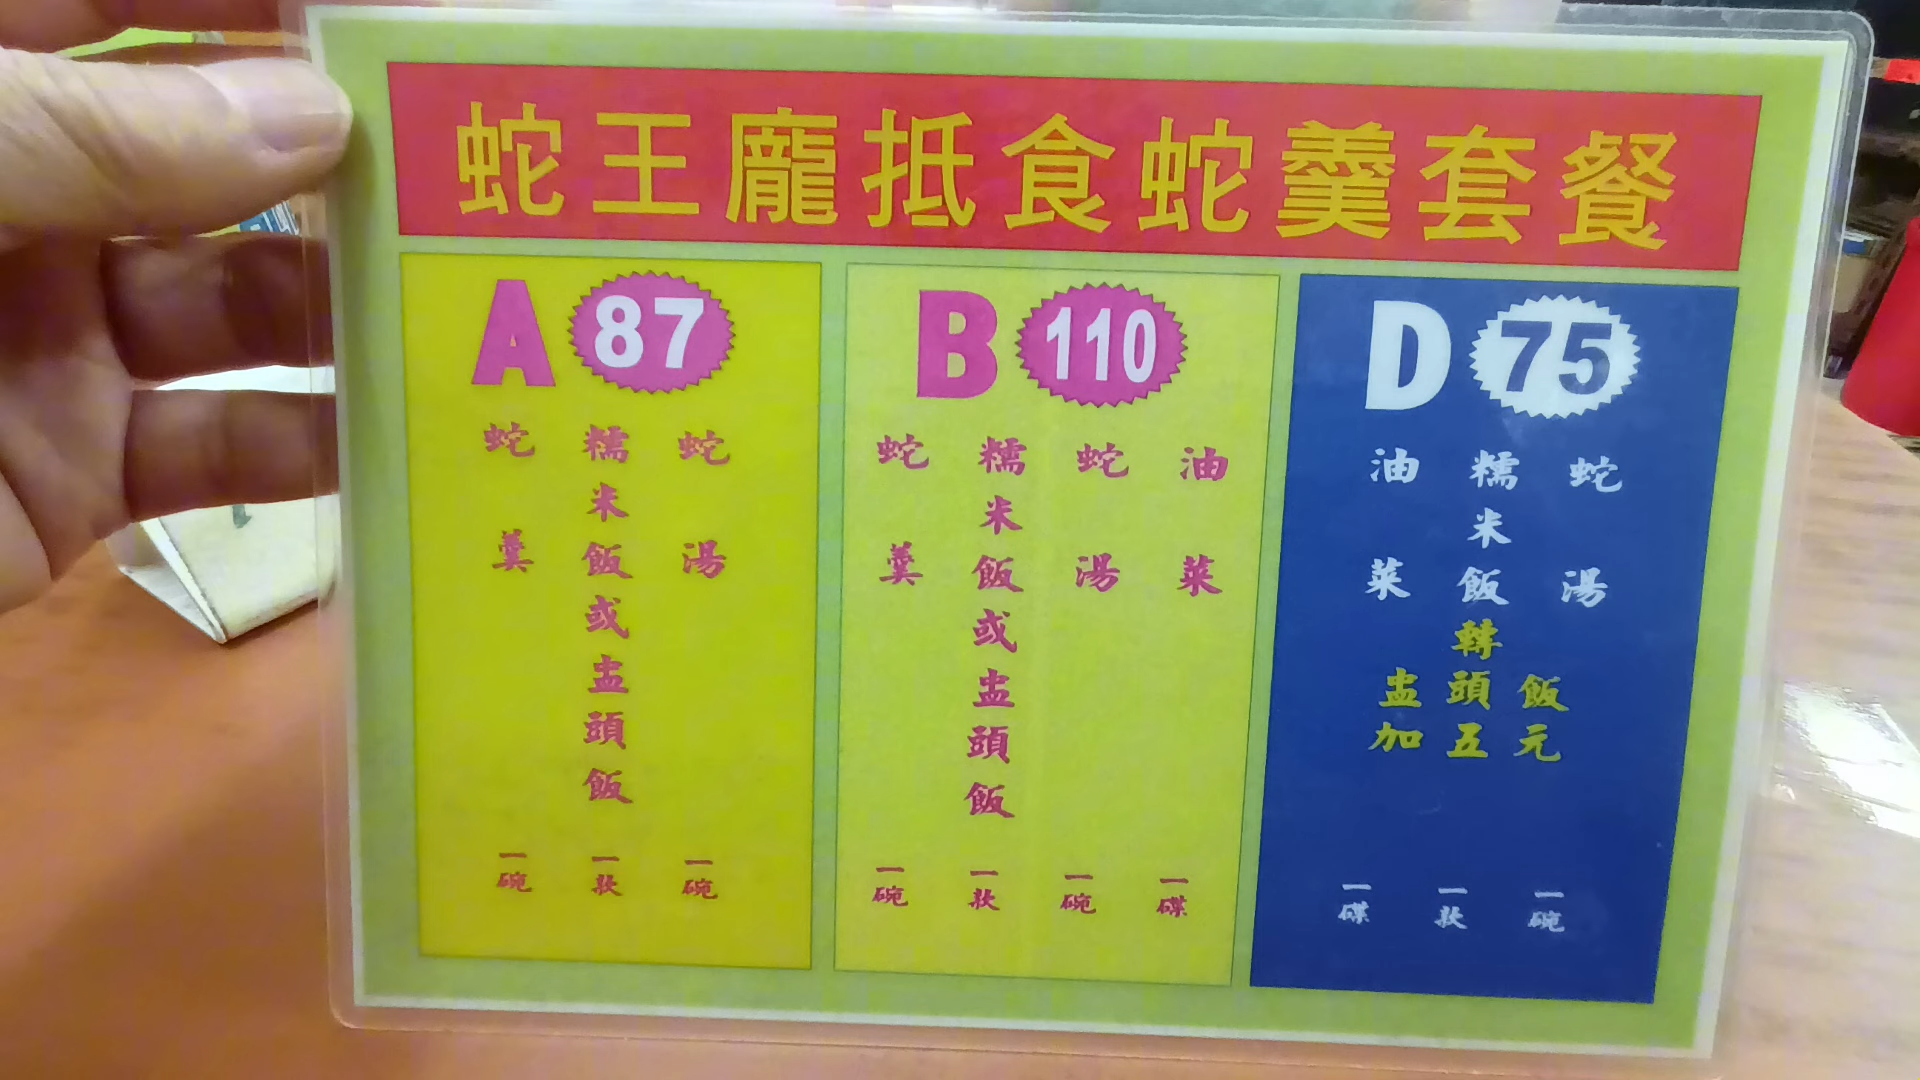 蛇王龐抵食蛇羹套餐
A 87
蛇羹 一碗
糯米飯或盅頭飯 一款
蛇湯 一碗
B 110
蛇羹 一碗
糯米飯或盅頭飯 一款
蛇湯 一碗
油菜 一碟
D 75
油菜 一碟
糯米飯 一款
蛇湯 一碗
轉
盅頭飯
加五元